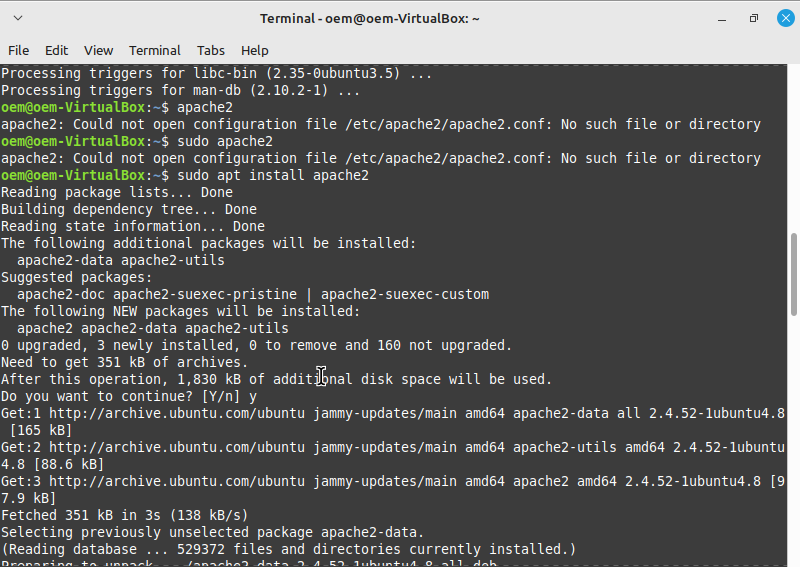 Terminal - oem@oem-VirtualBox: ~
File Edit View Terminal Tabs Help
Processing triggers for libc-bin (2.35-0ubuntu3.5) ...
Processing triggers for man-db (2.10.2-1) ...
oem@oem-VirtualBox:~$ apache2
apache2: Could not open configuration file /etc/apache2/apache2.conf: No such file or directory
oem@oem-VirtualBox:~$ sudo apache2
apache2: Could not open configuration file /etc/apache2/apache2.conf: No such file or directory
oem@oem-VirtualBox:~$ sudo apt install apache2
Reading package lists... Done
Building dependency tree... Done
Reading state information... Done
The following additional packages will be installed:
  apache2-data apache2-utils
Suggested packages:
  apache2-doc apache2-suexec-pristine | apache2-suexec-custom
The following NEW packages will be installed:
  apache2 apache2-data apache2-utils
0 upgraded, 3 newly installed, 0 to remove and 160 not upgraded.
Need to get 351 kB of archives.
After this operation, 1,830 kB of additional disk space will be used.
Do you want to continue? [Y/n] y
Get:1 http://archive.ubuntu.com/ubuntu jammy-updates/main amd64 apache2-data all 2.4.52-1ubuntu4.8
 [165 kB]
Get:2 http://archive.ubuntu.com/ubuntu jammy-updates/main amd64 apache2-utils amd64 2.4.52-1ubuntu
4.8 [88.6 kB]
Get:3 http://archive.ubuntu.com/ubuntu jammy-updates/main amd64 apache2 amd64 2.4.52-1ubuntu4.8 [9
7.9 kB]
Fetched 351 kB in 3s (138 kB/s)
Selecting previously unselected package apache2-data.
(Reading database ... 529372 files and directories currently installed.)
Preparing to unpack